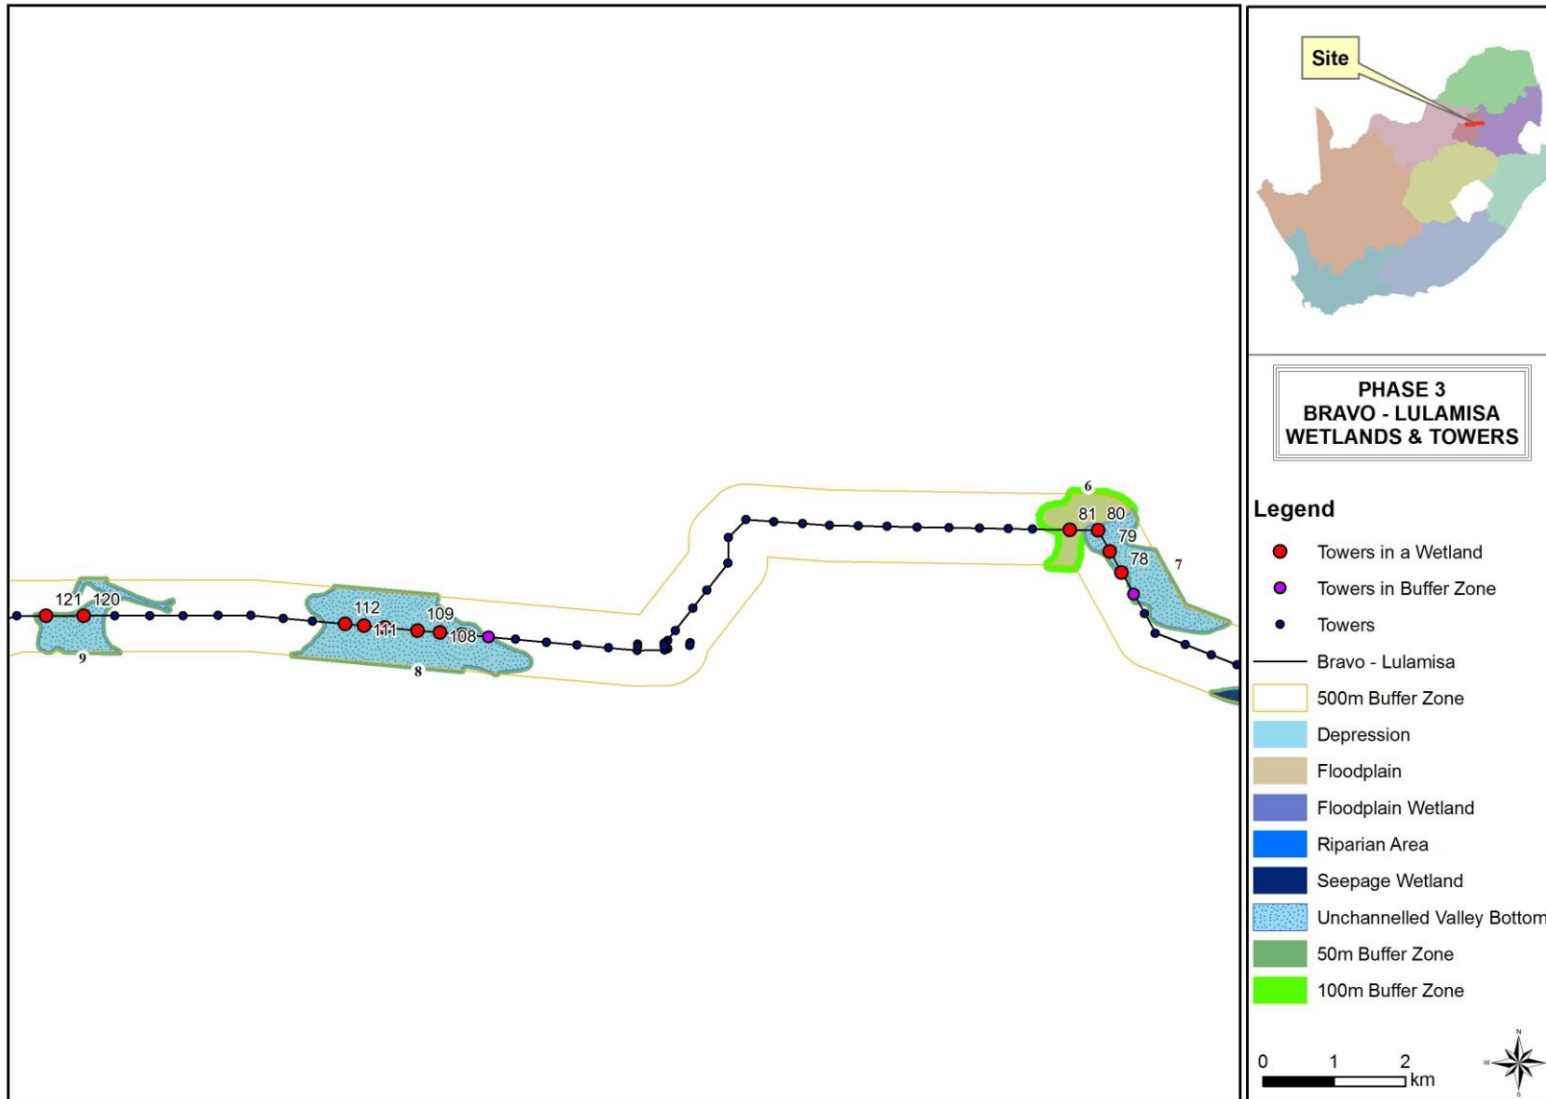 Site
PHASE 3
BRAVO - LULAMISA
WETLANDS & TOWERS
Legend
Towers in a Wetland
Towers in Buffer Zone
Towers
Bravo - Lulamisa
500m Buffer Zone
Depression
Floodplain
Floodplain Wetland
Riparian Area
Seepage Wetland
Unchannelled Valley Bottom
50m Buffer Zone
100m Buffer Zone
0 1 2
km
N
W
S
6
81 80
79
78
7
121 120
112
111
109
108
9
8